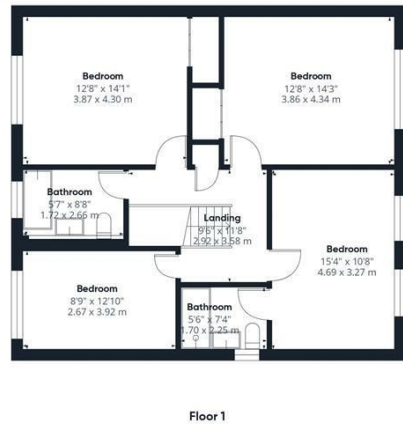 Bedroom
12'8" x 14'1"
3.87 x 4.30 m
Bedroom
12'8" x 14'3"
3.86 x 4.34 m
Bathroom
5'7" x 8'8"
1.72 x 2.66 m
Landing
9'6" x 11'8"
2.92 x 3.58 m
Bedroom
15'4" x 10'8"
4.69 x 3.27 m
Bedroom
8'9" x 12'10"
2.67 x 3.92 m
Bathroom
5'6" x 7'4"
1.70 x 2.25 m
Floor 1